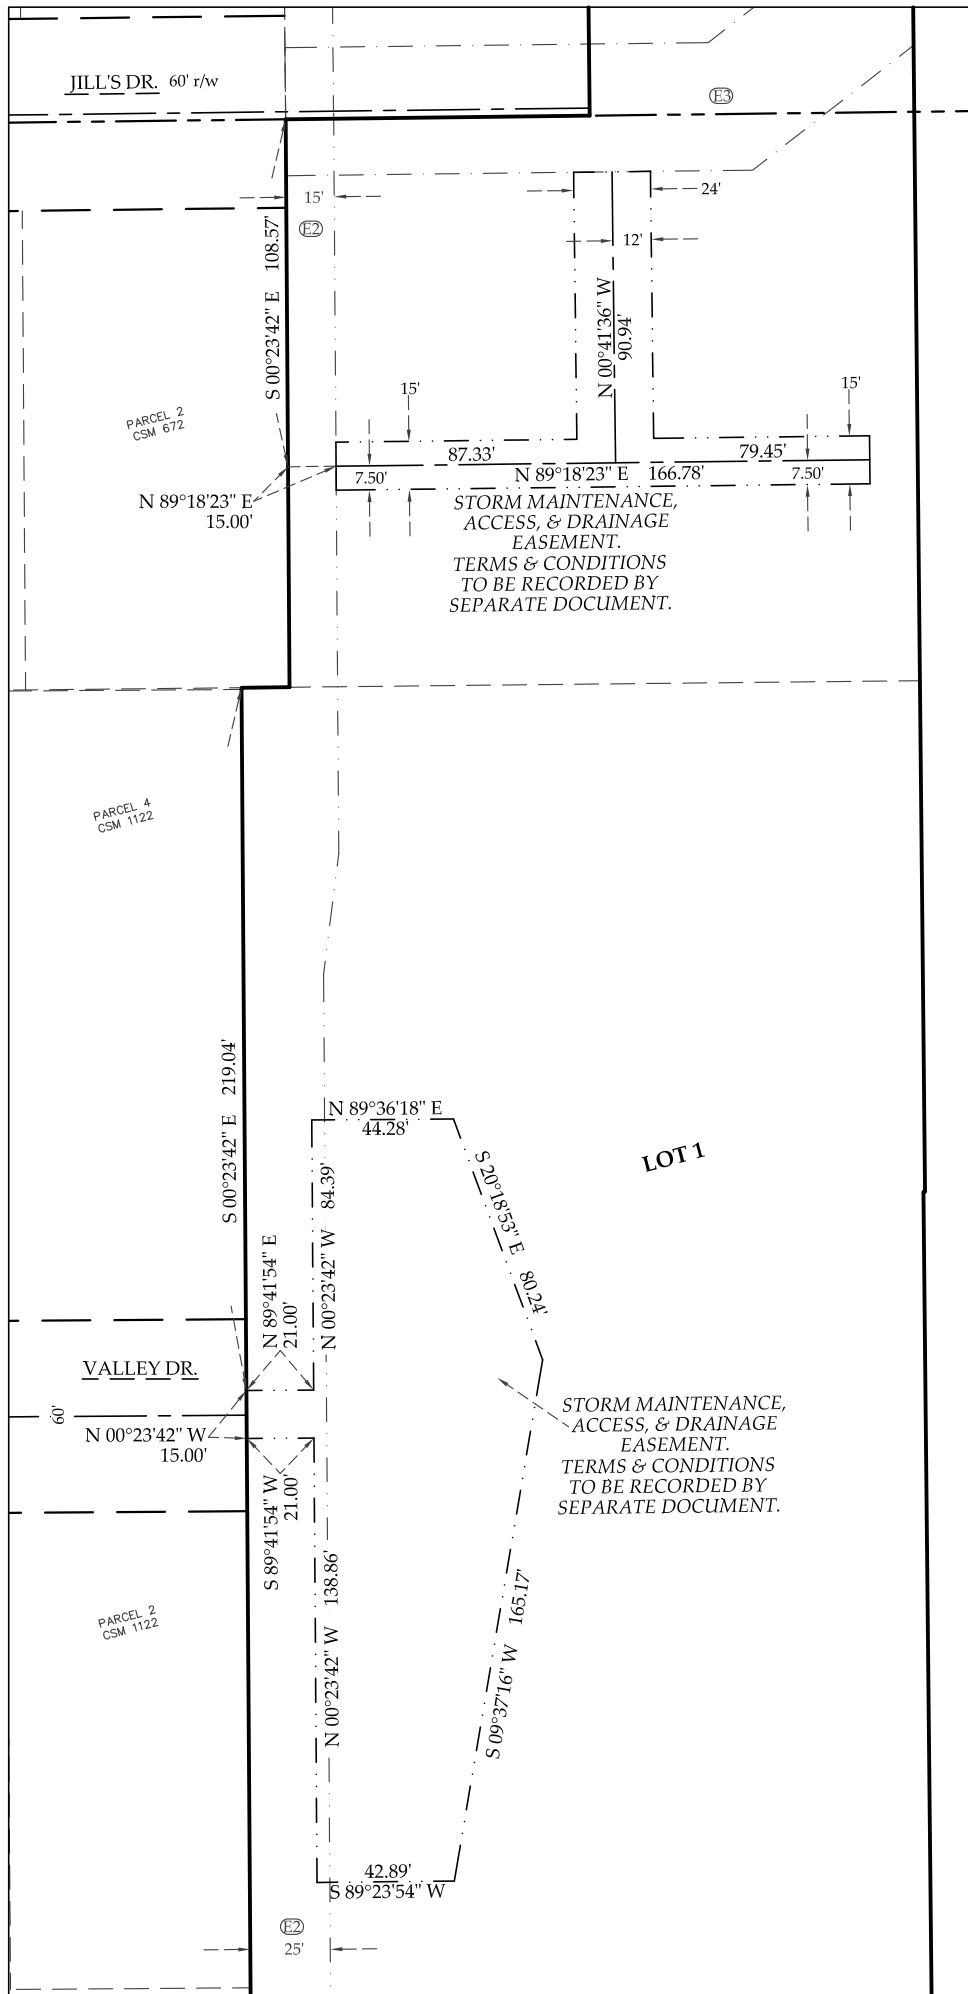 JILL'S DR. 60' r/w
E3
15'
24'
E2
12'
S 00°23'42" E 108.57'
N 00°41'36" W
90.94'
15'
15'
PARCEL 2
CSM 672
87.33'
79.45'
7.50'
N 89°18'23" E 166.78'
7.50'
N 89°18'23" E
15.00'
STORM MAINTENANCE,
ACCESS, & DRAINAGE
EASEMENT.
TERMS & CONDITIONS
TO BE RECORDED BY
SEPARATE DOCUMENT.
PARCEL 4
CSM 1122
S 00°23'42" E 219.04'
N 89°36'18" E
44.28'
LOT 1
S 20°18'53" E 80.24'
N 00°23'42" W 84.39'
N 89°41'54" E
21.00'
VALLEY DR.
60'
N 00°23'42" W
15.00'
STORM MAINTENANCE,
ACCESS, & DRAINAGE
EASEMENT.
TERMS & CONDITIONS
TO BE RECORDED BY
SEPARATE DOCUMENT.
S 89°41'54" W
21.00'
N 00°23'42" W 138.86'
S 09°37'16" W 165.17'
PARCEL 2
CSM 1122
42.89'
S 89°23'54" W
E2
25'